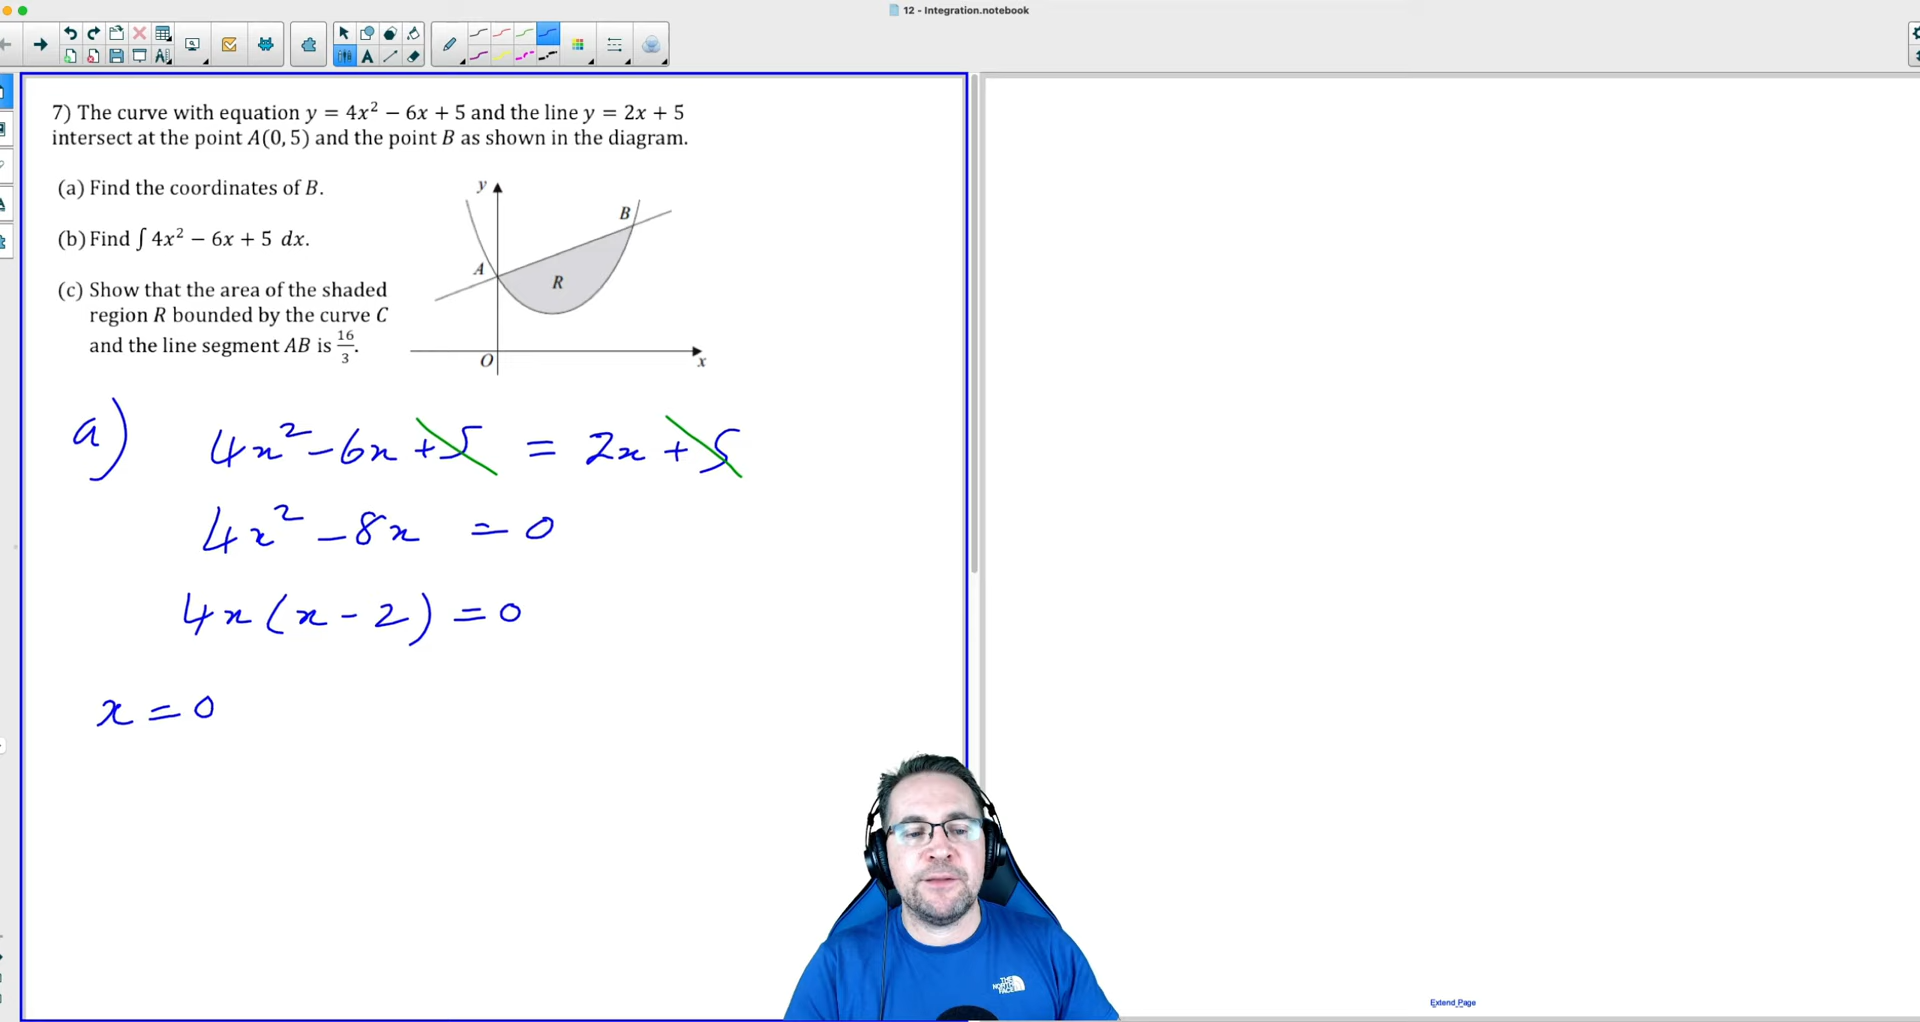 12 - Integration.notebook
7) The curve with equation y = 4x² − 6x + 5 and the line y = 2x + 5
intersect at the point A(0, 5) and the point B as shown in the diagram.
(a) Find the coordinates of B.
(b) Find ∫ 4x² − 6x + 5 dx.
(c) Show that the area of the shaded
region R bounded by the curve C
and the line segment AB is 16/3.
y
B
A
R
O
x
a) 4x² − 6x + 5 = 2x + 5
4x² − 8x = 0
4x(x − 2) = 0
x = 0
THE NORTH FACE
Extend Page